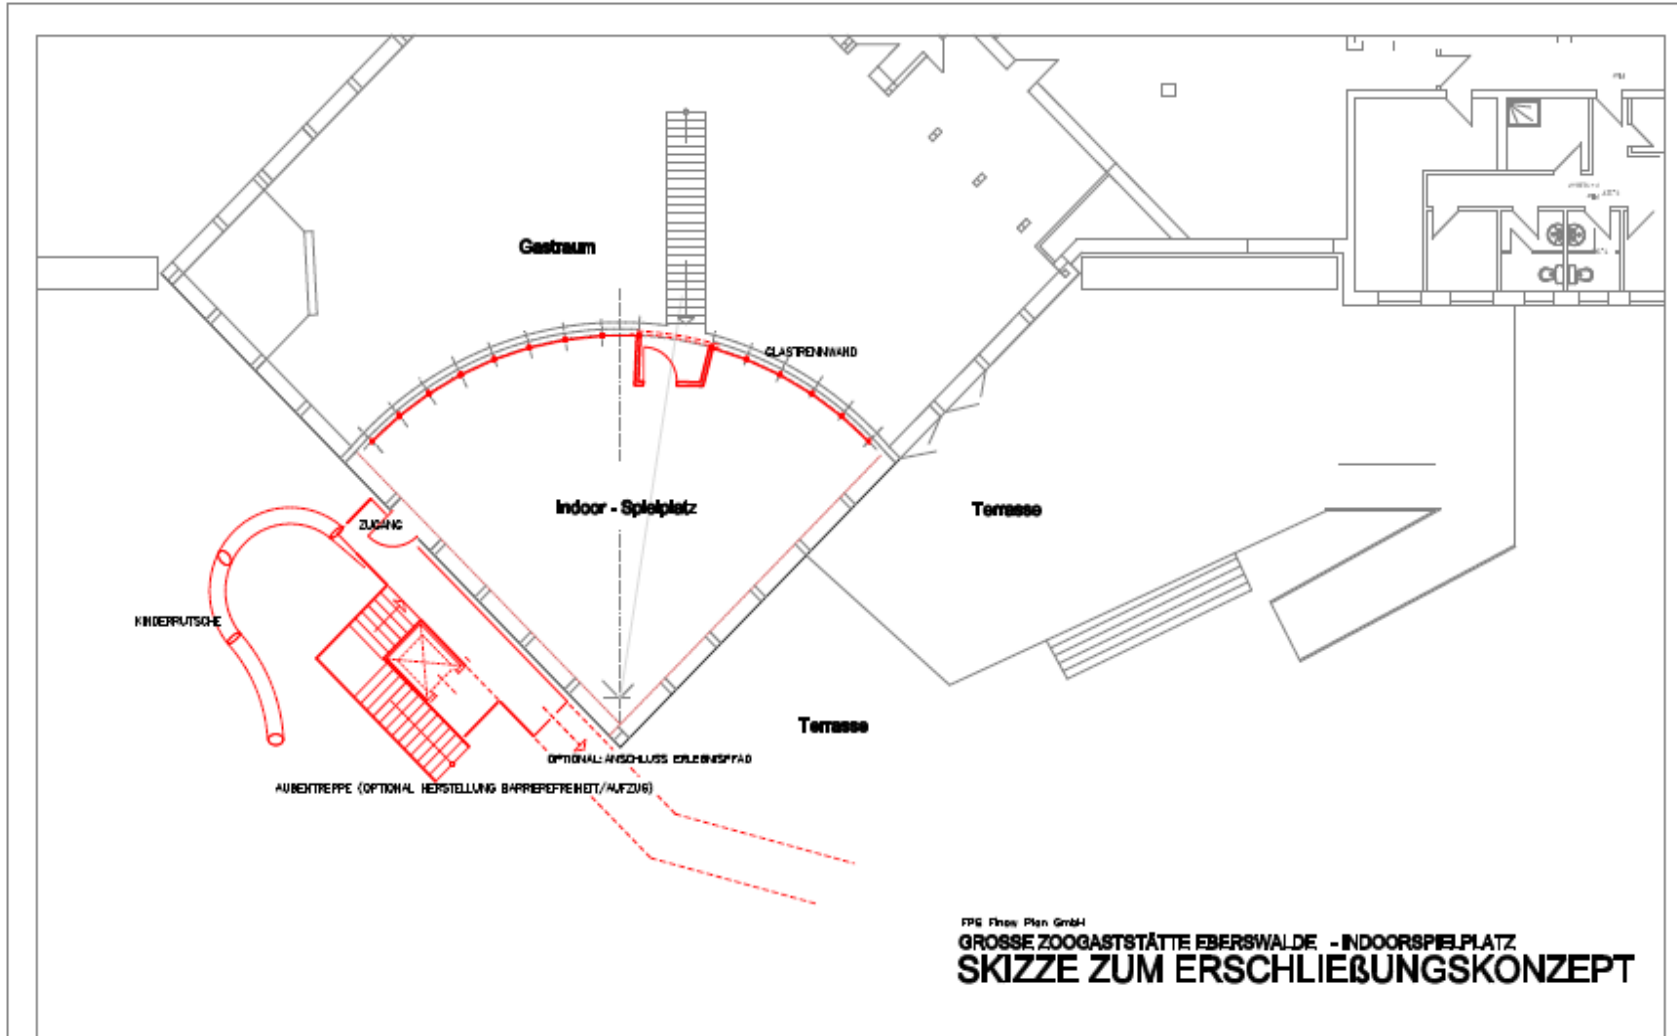 Gastraum
GLASTRENNWAND
Indoor - Spielplatz
Terrasse
ZUGANG
KINDERRUTSCHE
Terrasse
OPTIONAL: ANSCHLUSS ERLEBNISPFAD
AUßENTREPPE (OPTIONAL HERSTELLUNG BARRIEREFREIHEIT/AUFZUG)
FPE Finow Plan GmbH
GROSSE ZOOGASTSTÄTTE EBERSWALDE - INDOORSPIELPLATZ
SKIZZE ZUM ERSCHLIEßUNGSKONZEPT